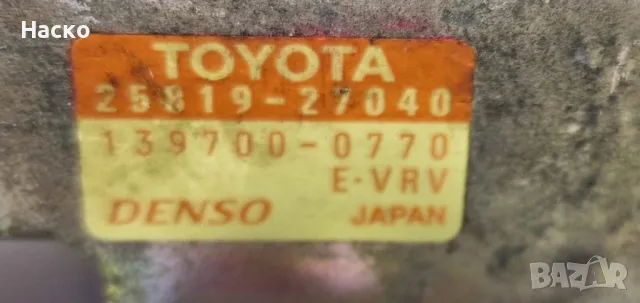 Наско
TOYOTA
25819-27040
139700-0770
E-VRV
DENSO JAPAN
BAZAR